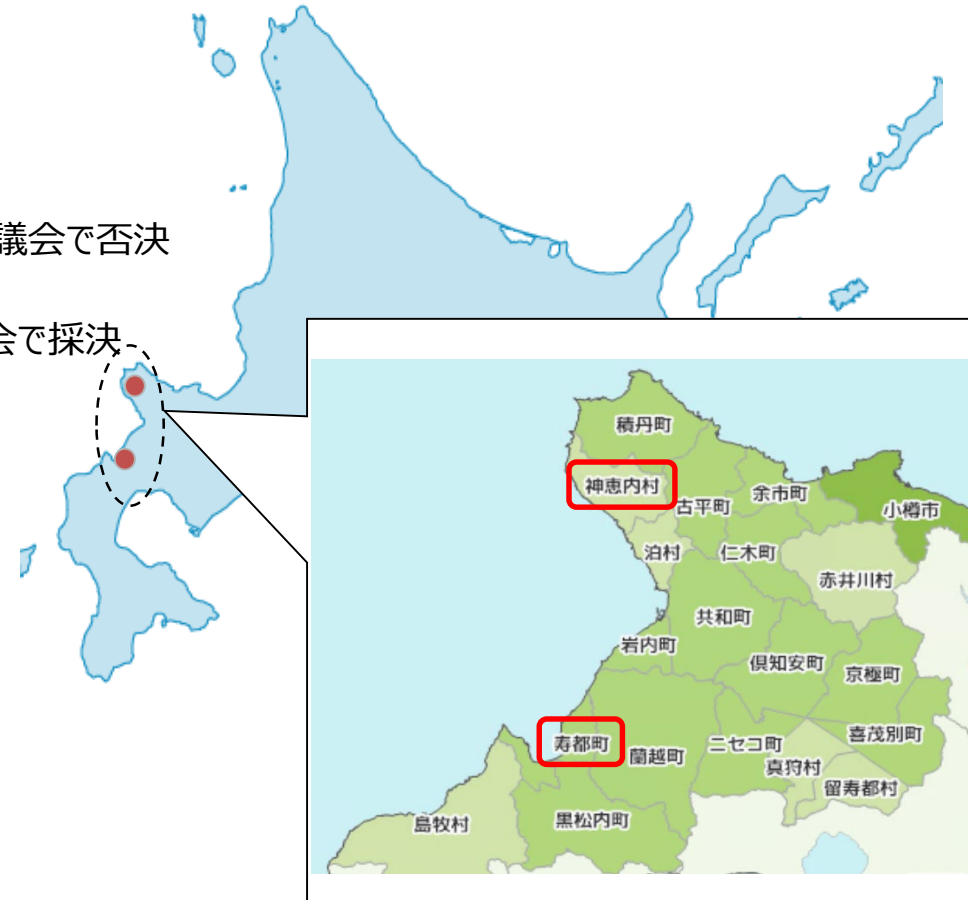 議会で否決
会で採決
積丹町
神恵内村
古平町
余市町
小樽市
泊村
仁木町
赤井川村
共和町
岩内町
倶知安町
京極町
寿都町
蘭越町
ニセコ町
喜茂別町
真狩村
留寿都村
島牧村
黒松内町